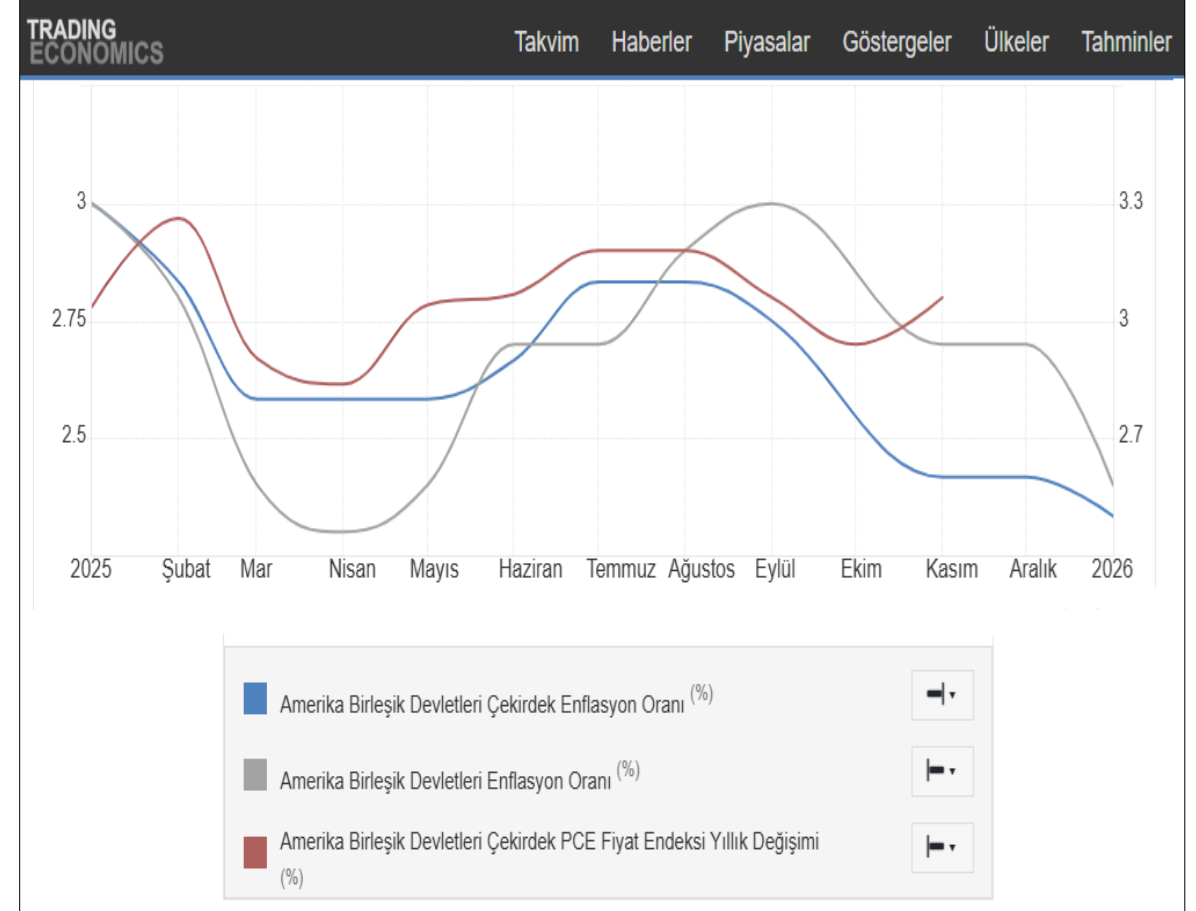 TRADING
ECONOMICS
Takvim Haberler Piyasalar Göstergeler Ülkeler Tahminler
3 3.3
2.75 3
2.5 2.7
2025 Şubat Mar Nisan Mayıs Haziran Temmuz Ağustos Eylül Ekim Kasım Aralık 2026
Amerika Birleşik Devletleri Çekirdek Enflasyon Oranı (%)
Amerika Birleşik Devletleri Enflasyon Oranı (%)
Amerika Birleşik Devletleri Çekirdek PCE Fiyat Endeksi Yıllık Değişimi
(%)